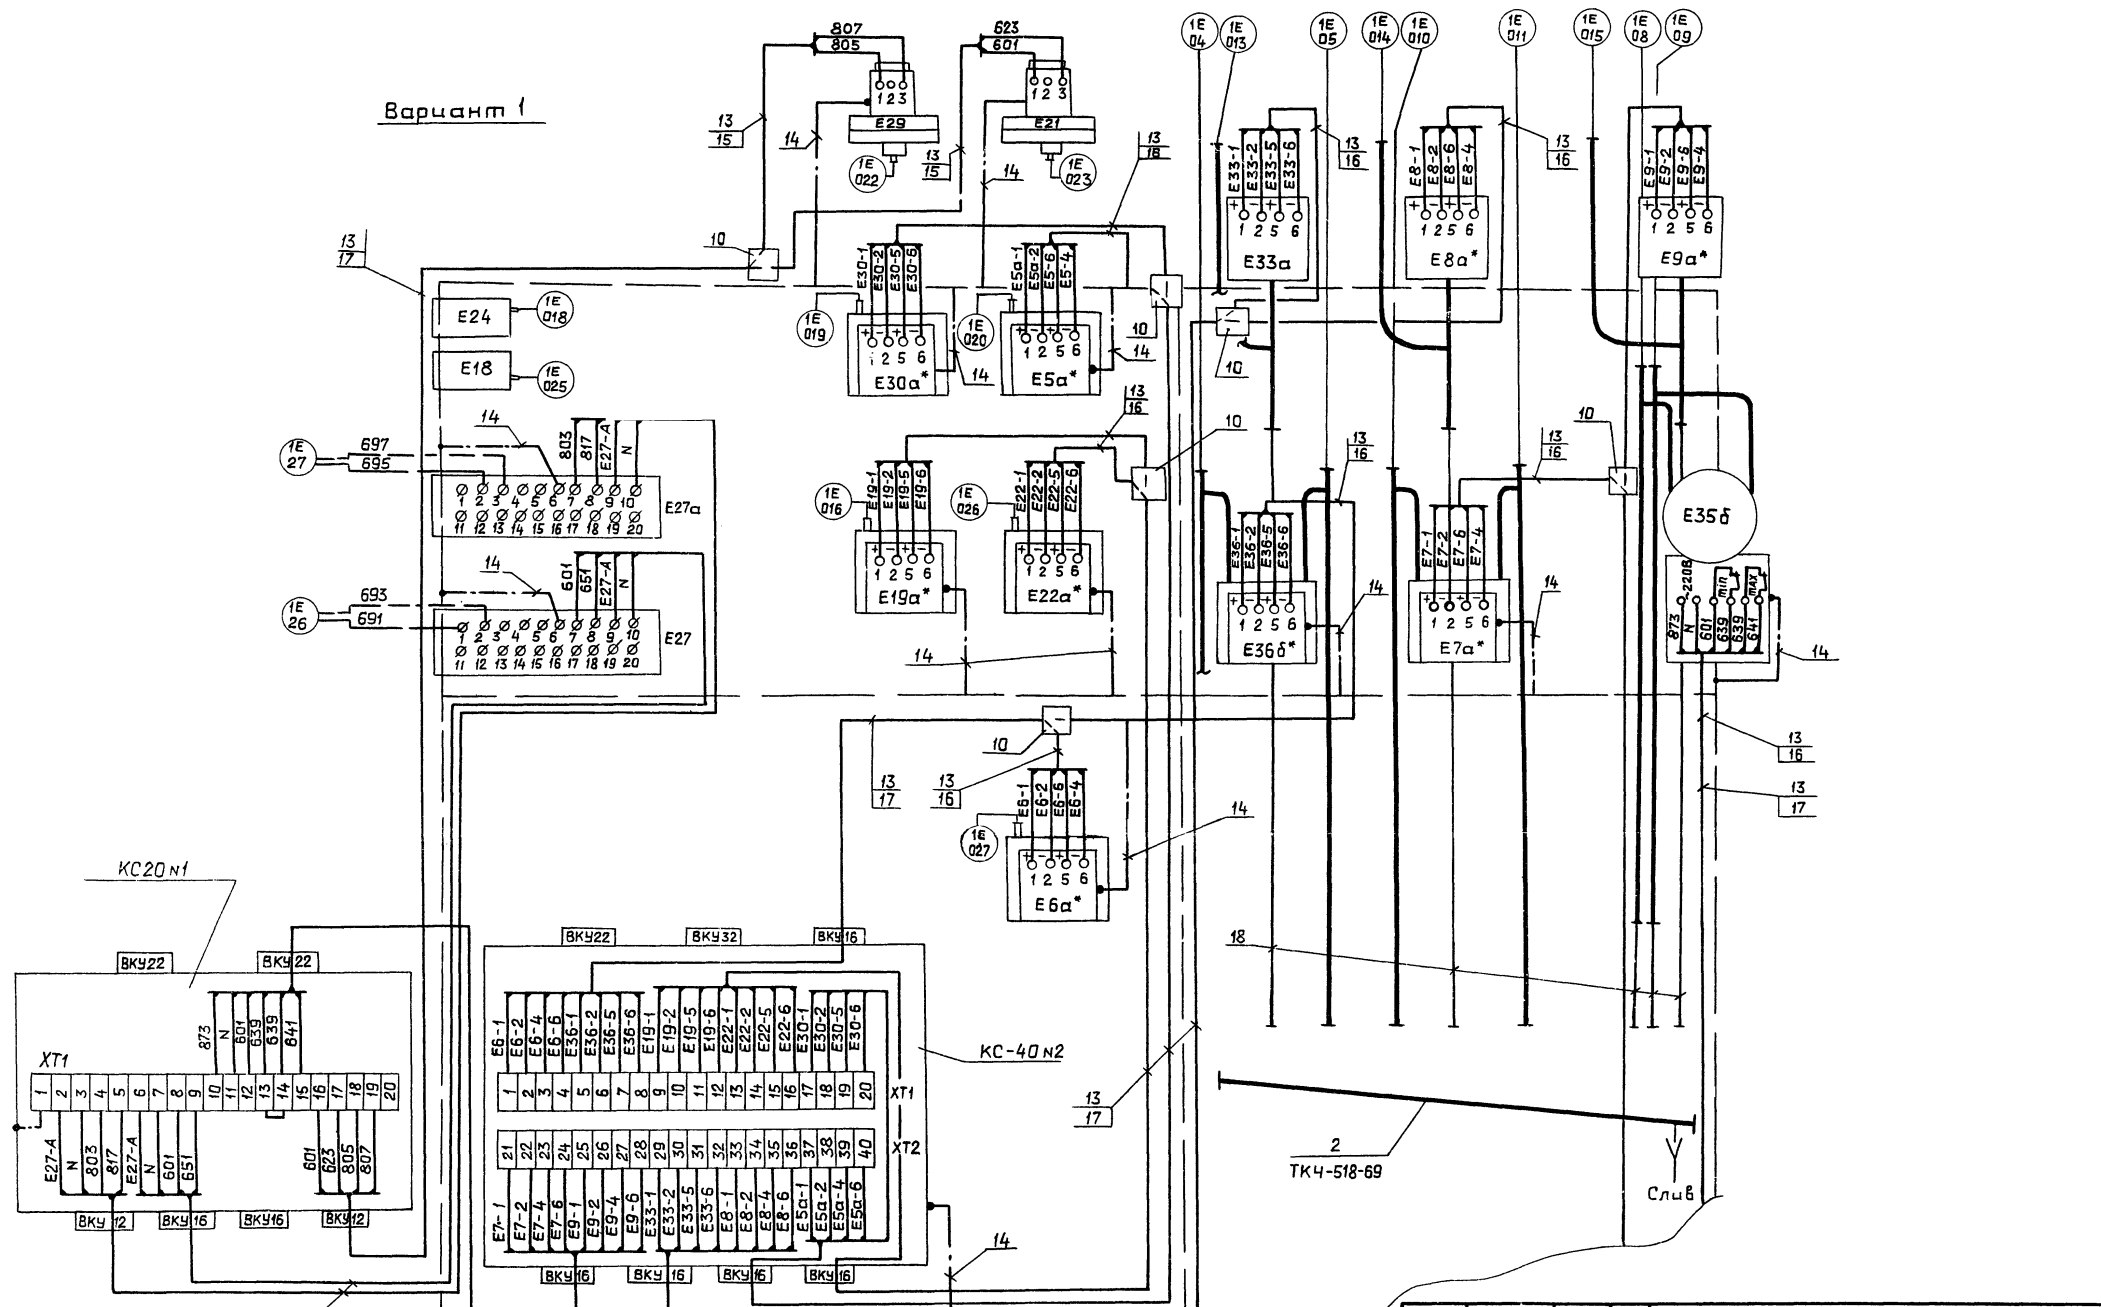 Вариант 1
807
805
1 2 3
E29
1E
022
13
15
14
623
601
1 2 3
E21
1E
023
13
15
14
13
18
1E
04
1E
013
1E
05
1E
014
1E
010
1E
011
1E
015
1E
08
1E
09
E33-1
E33-2
E33-5
E33-6
+ − + −
1 2 5 6
E33а
13
16
E8-1
E8-2
E8-6
E8-4
+ − + −
1 2 5 6
E8а*
13
16
E9-1
E9-2
E9-6
E9-4
+ − + −
1 2 5 6
E9а*
13
17
10
E24
1E
018
E18
1E
025
E30-1
E30-2
E30-5
E30-6
1E
019
+ − + −
1 2 5 6
E30а*
14
E5а-1
E5а-2
E5-6
E5-4
1E
020
+ − + −
1 2 5 6
E5а*
14
10
10
1E
27
697
695
14
803
817
E27-A
N
1 2 3 4 5 6 7 8 9 10
11 12 13 14 15 16 17 18 19 20
E27а
1E
26
693
691
14
601
651
E27-A
N
1 2 3 4 5 6 7 8 9 10
11 12 13 14 15 16 17 18 19 20
E27
13
16
10
E19-1
E19-2
E19-5
E19-6
1E
016
+ − + −
1 2 5 6
E19а*
E22-1
E22-2
E22-5
E22-6
1E
026
+ − + −
1 2 5 6
E22а*
14
13
16
E36-1
E36-2
E36-5
E36-6
+ − + −
1 2 5 6
E36б*
14
13
16
10
E7-1
E7-2
E7-6
E7-4
+ − + −
1 2 5 6
E7а*
14
E35б
~220В
min
max
873
N
601
639
639
641
14
13
16
13
17
10
13
17
13
16
E6-1
E6-2
E6-6
E6-4
1E
027
+ − + −
1 2 5 6
E6а*
14
18
КС20 N1
ВКУ22
ВКУ22
873
N
601
639
639
641
XT1
1 2 3 4 5 6 7 8 9 10 11 12 13 14 15 16 17 18 19 20
E27-A
N
803
817
E27-A
N
601
651
601
623
805
807
ВКУ12
ВКУ16
ВКУ16
ВКУ12
ВКУ22
ВКУ32
ВКУ16
КС-40 N2
E6-1
E6-2
E6-4
E6-6
E36-1
E36-2
E36-5
E36-6
E19-1
E19-2
E19-5
E19-6
E22-1
E22-2
E22-5
E22-6
E30-1
E30-2
E30-5
E30-6
1 2 3 4 5 6 7 8 9 10 11 12 13 14 15 16 17 18 19 20
XT1
21 22 23 24 25 26 27 28 29 30 31 32 33 34 35 36 37 38 39 40
XT2
E7-1
E7-2
E7-4
E7-6
E9-1
E9-2
E9-4
E9-6
E33-1
E33-2
E33-5
E33-6
E8-1
E8-2
E8-4
E8-6
E5а-1
E5а-2
E5а-4
E5а-6
ВКУ16
ВКУ16
ВКУ16
ВКУ16
14
13
17
2
ТК4-518-69
Слив